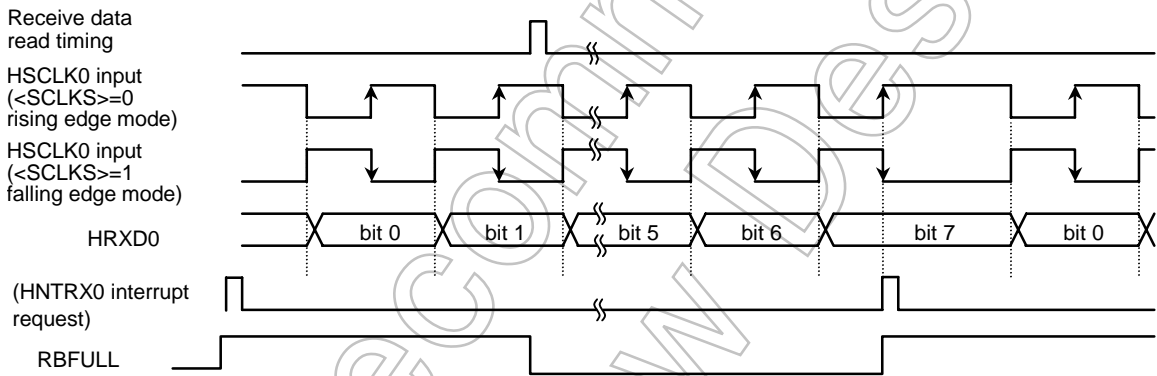 Receive data
read timing
HSCLK0 input
(<SCLKS>=0
rising edge mode)
HSCLK0 input
(<SCLKS>=1
falling edge mode)
HRXD0
bit 0
bit 1
bit 5
bit 6
bit 7
bit 0
(HNTRX0 interrupt
request)
RBFULL